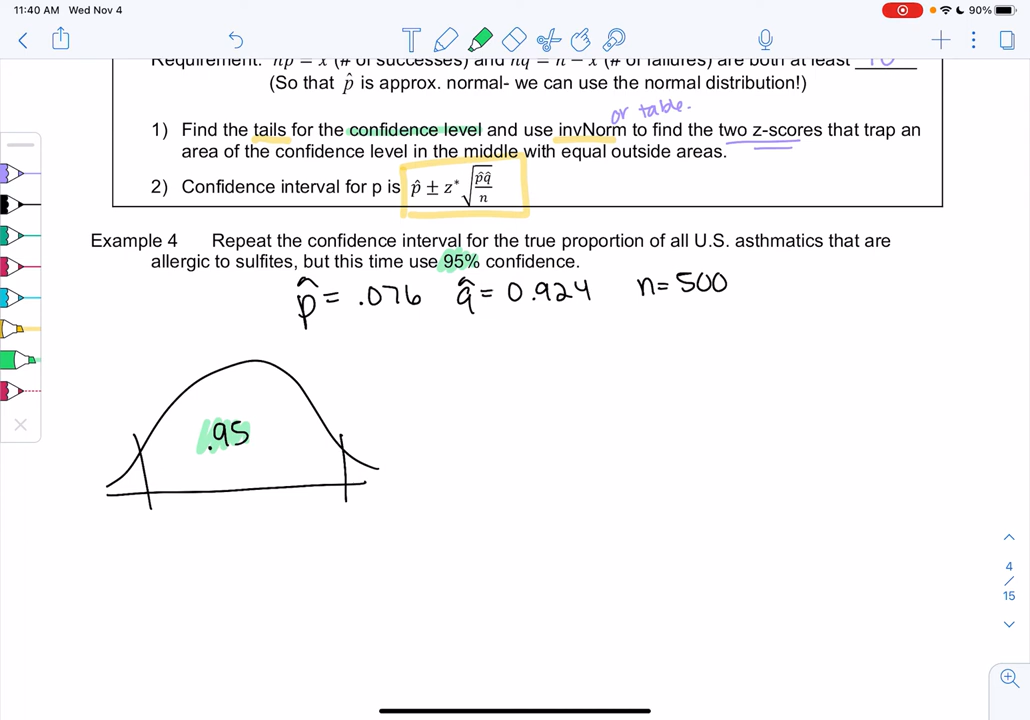 11:40 AM Wed Nov 4
90%
Requirement: np̂ = x (# of successes) and nq̂ = n − x (# of failures) are both at least 10
(So that p̂ is approx. normal- we can use the normal distribution!)
or table.
1) Find the tails for the confidence level and use invNorm to find the two z-scores that trap an
area of the confidence level in the middle with equal outside areas.
2) Confidence interval for p is p̂ ± z* √(p̂q̂/n)
Example 4 Repeat the confidence interval for the true proportion of all U.S. asthmatics that are
allergic to sulfites, but this time use 95% confidence.
p̂ = .076 q̂ = 0.924 n = 500
.95
4
/
15